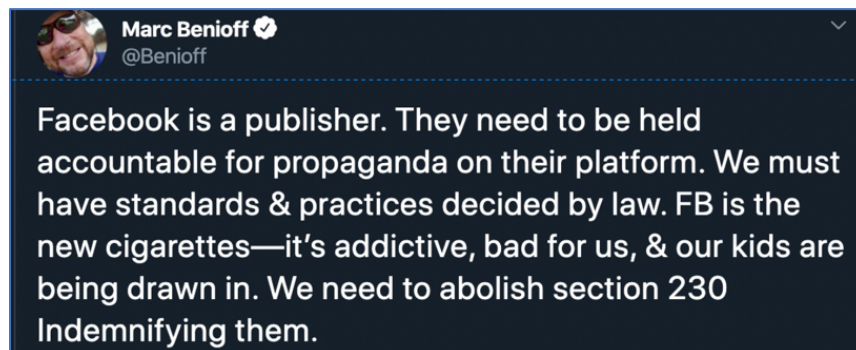 Marc Benioff
@Benioff
Facebook is a publisher. They need to be held
accountable for propaganda on their platform. We must
have standards & practices decided by law. FB is the
new cigarettes—it’s addictive, bad for us, & our kids are
being drawn in. We need to abolish section 230
Indemnifying them.